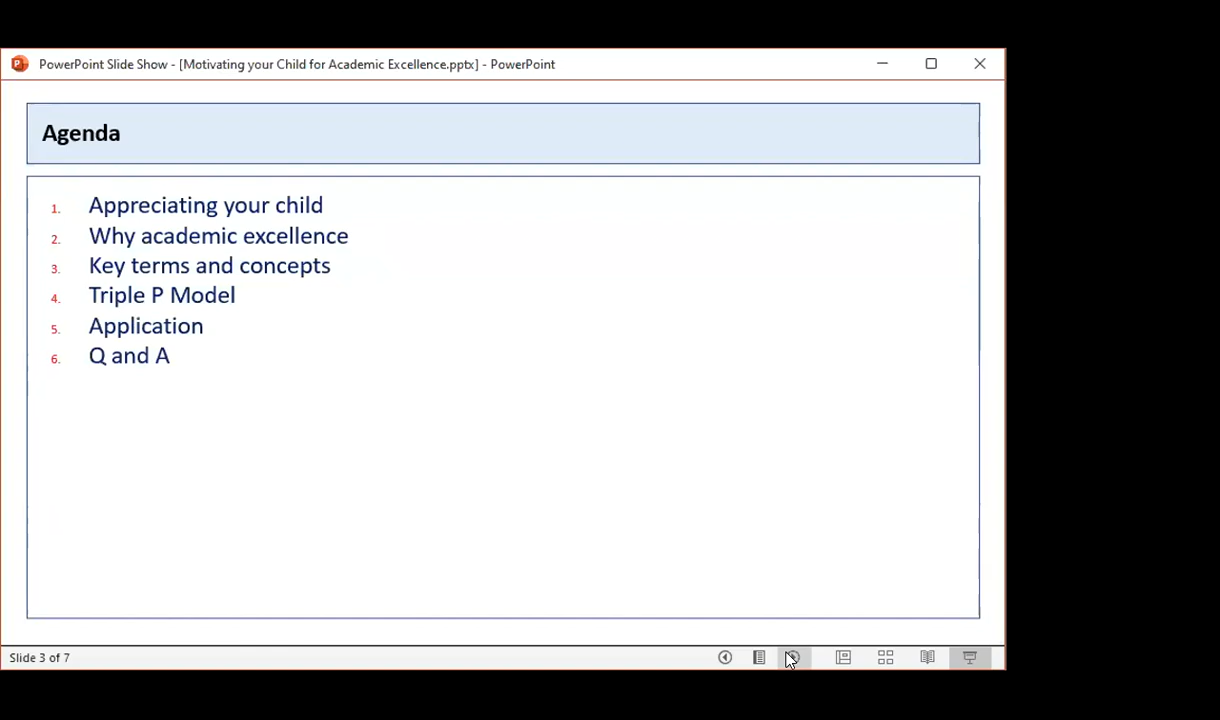 PowerPoint Slide Show - [Motivating your Child for Academic Excellence.pptx] - PowerPoint
Agenda
1. Appreciating your child
2. Why academic excellence
3. Key terms and concepts
4. Triple P Model
5. Application
6. Q and A
Slide 3 of 7